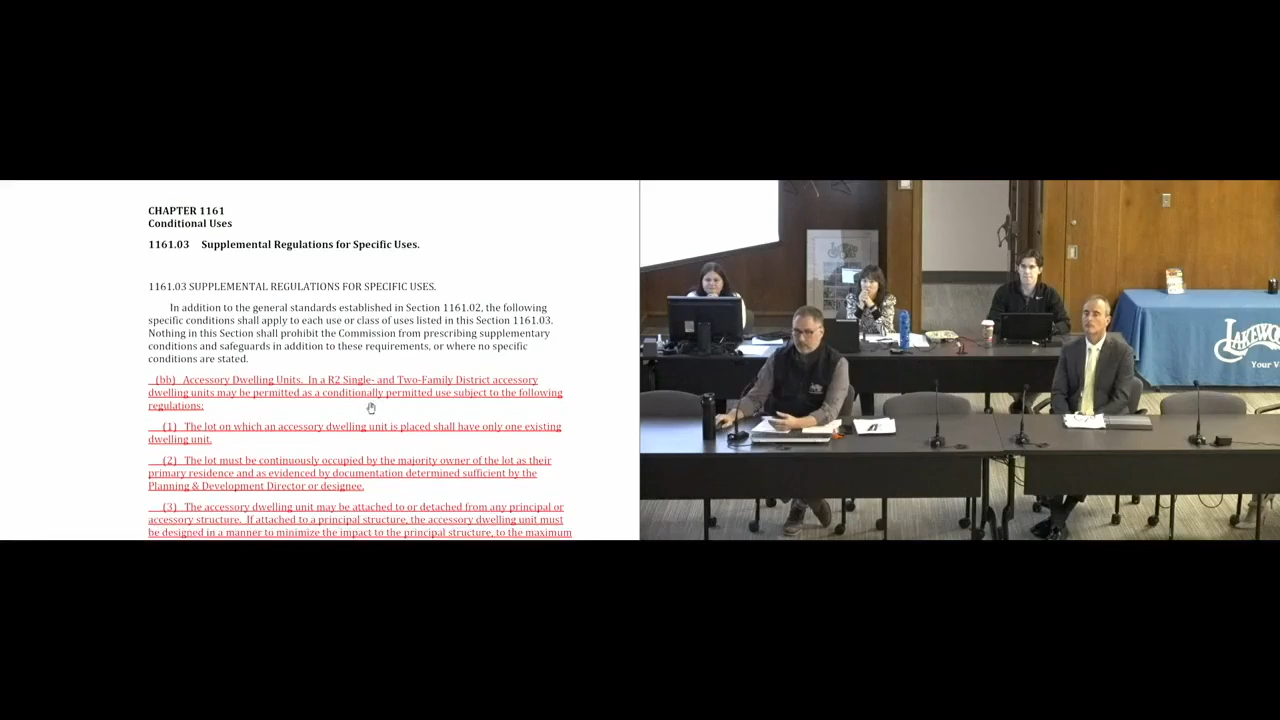 CHAPTER 1161
Conditional Uses
1161.03 Supplemental Regulations for Specific Uses.
1161.03 SUPPLEMENTAL REGULATIONS FOR SPECIFIC USES.
In addition to the general standards established in Section 1161.02, the following
specific conditions shall apply to each use or class of uses listed in this Section 1161.03.
Nothing in this Section shall prohibit the Commission from prescribing supplementary
conditions and safeguards in addition to these requirements, or where no specific
conditions are stated.
(bb) Accessory Dwelling Units. In a R2 Single- and Two-Family District accessory
dwelling units may be permitted as a conditionally permitted use subject to the following
regulations:
(1) The lot on which an accessory dwelling unit is placed shall have only one existing
dwelling unit.
(2) The lot must be continuously occupied by the majority owner of the lot as their
primary residence and as evidenced by documentation determined sufficient by the
Planning & Development Director or designee.
(3) The accessory dwelling unit may be attached to or detached from any principal or
accessory structure. If attached to a principal structure, the accessory dwelling unit must
be designed in a manner to minimize the impact to the principal structure, to the maximum
LAKEWO
Your V